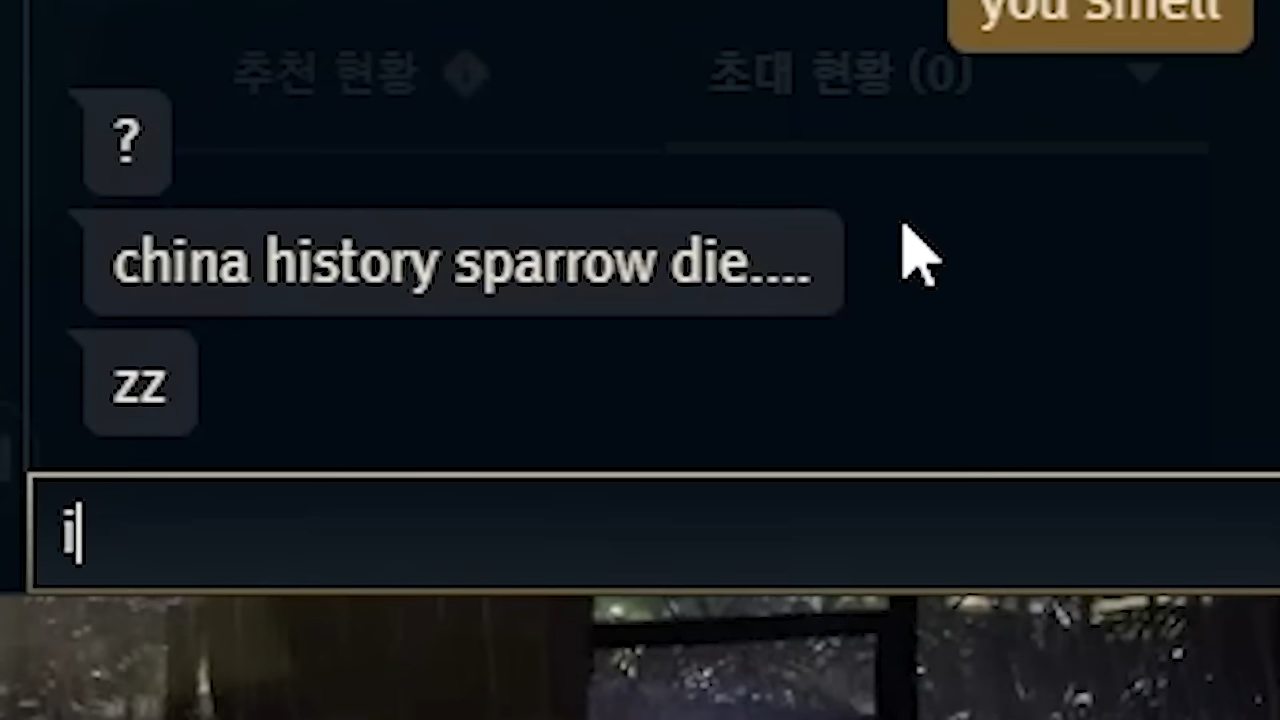 you smell
추천 현황
초대 현황 (0)
?
china history sparrow die....
zz
i